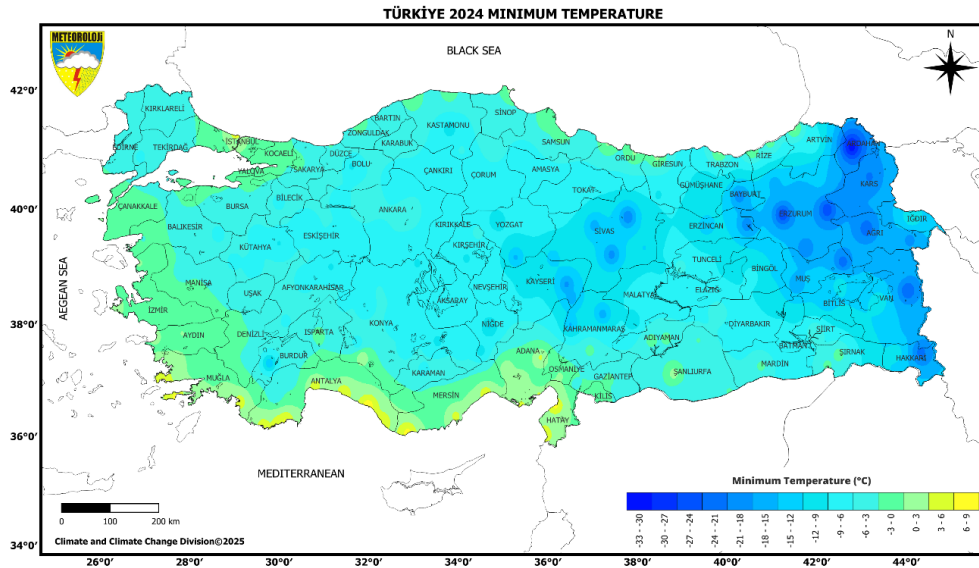 TÜRKİYE 2024 MINIMUM TEMPERATURE
METEOROLOJİ
BLACK SEA
N
42°0'
KIRKLARELİ
EDİRNE
TEKİRDAĞ
İSTANBUL
KOCAELİ
YALOVA
SAKARYA
DÜZCE
BOLU
ZONGULDAK
BARTIN
KARABUK
KASTAMONU
SİNOP
ÇANKIRI
ÇORUM
SAMSUN
AMASYA
TOKAT
ORDU
GİRESUN
TRABZON
RİZE
ARTVİN
ARDAHAN
KARS
GÜMÜŞHANE
BAYBURT
40°0'
ÇANAKKALE
BALIKESİR
BURSA
BİLECİK
ESKİŞEHİR
KÜTAHYA
ANKARA
KIRIKKALE
KIRŞEHİR
YOZGAT
SİVAS
ERZİNCAN
ERZURUM
AĞRI
IĞDIR
TUNCELİ
BİNGÖL
MUŞ
BİTLİS
VAN
AEGEAN SEA
38°0'
MANİSA
İZMİR
UŞAK
AFYONKARAHİSAR
AKSARAY
NEVŞEHİR
KAYSERİ
MALATYA
ELAZIĞ
AYDIN
DENİZLİ
ISPARTA
BURDUR
KONYA
NİĞDE
KAHRAMANMARAŞ
ADIYAMAN
DİYARBAKIR
BATMAN
SİİRT
ŞIRNAK
HAKKARİ
MUĞLA
ANTALYA
KARAMAN
MERSİN
ADANA
OSMANİYE
GAZİANTEP
KİLİS
ŞANLIURFA
MARDİN
HATAY
36°0'
MEDITERRANEAN
0 100 200 km
Climate and Climate Change Division©2025
Minimum Temperature (°C)
-33 - -30
-30 - -27
-27 - -24
-24 - -21
-21 - -18
-18 - -15
-15 - -12
-12 - -9
-9 - -6
-6 - -3
-3 - 0
0 - 3
3 - 6
6 - 9
34°0'
26°0' 28°0' 30°0' 32°0' 34°0' 36°0' 38°0' 40°0' 42°0' 44°0'